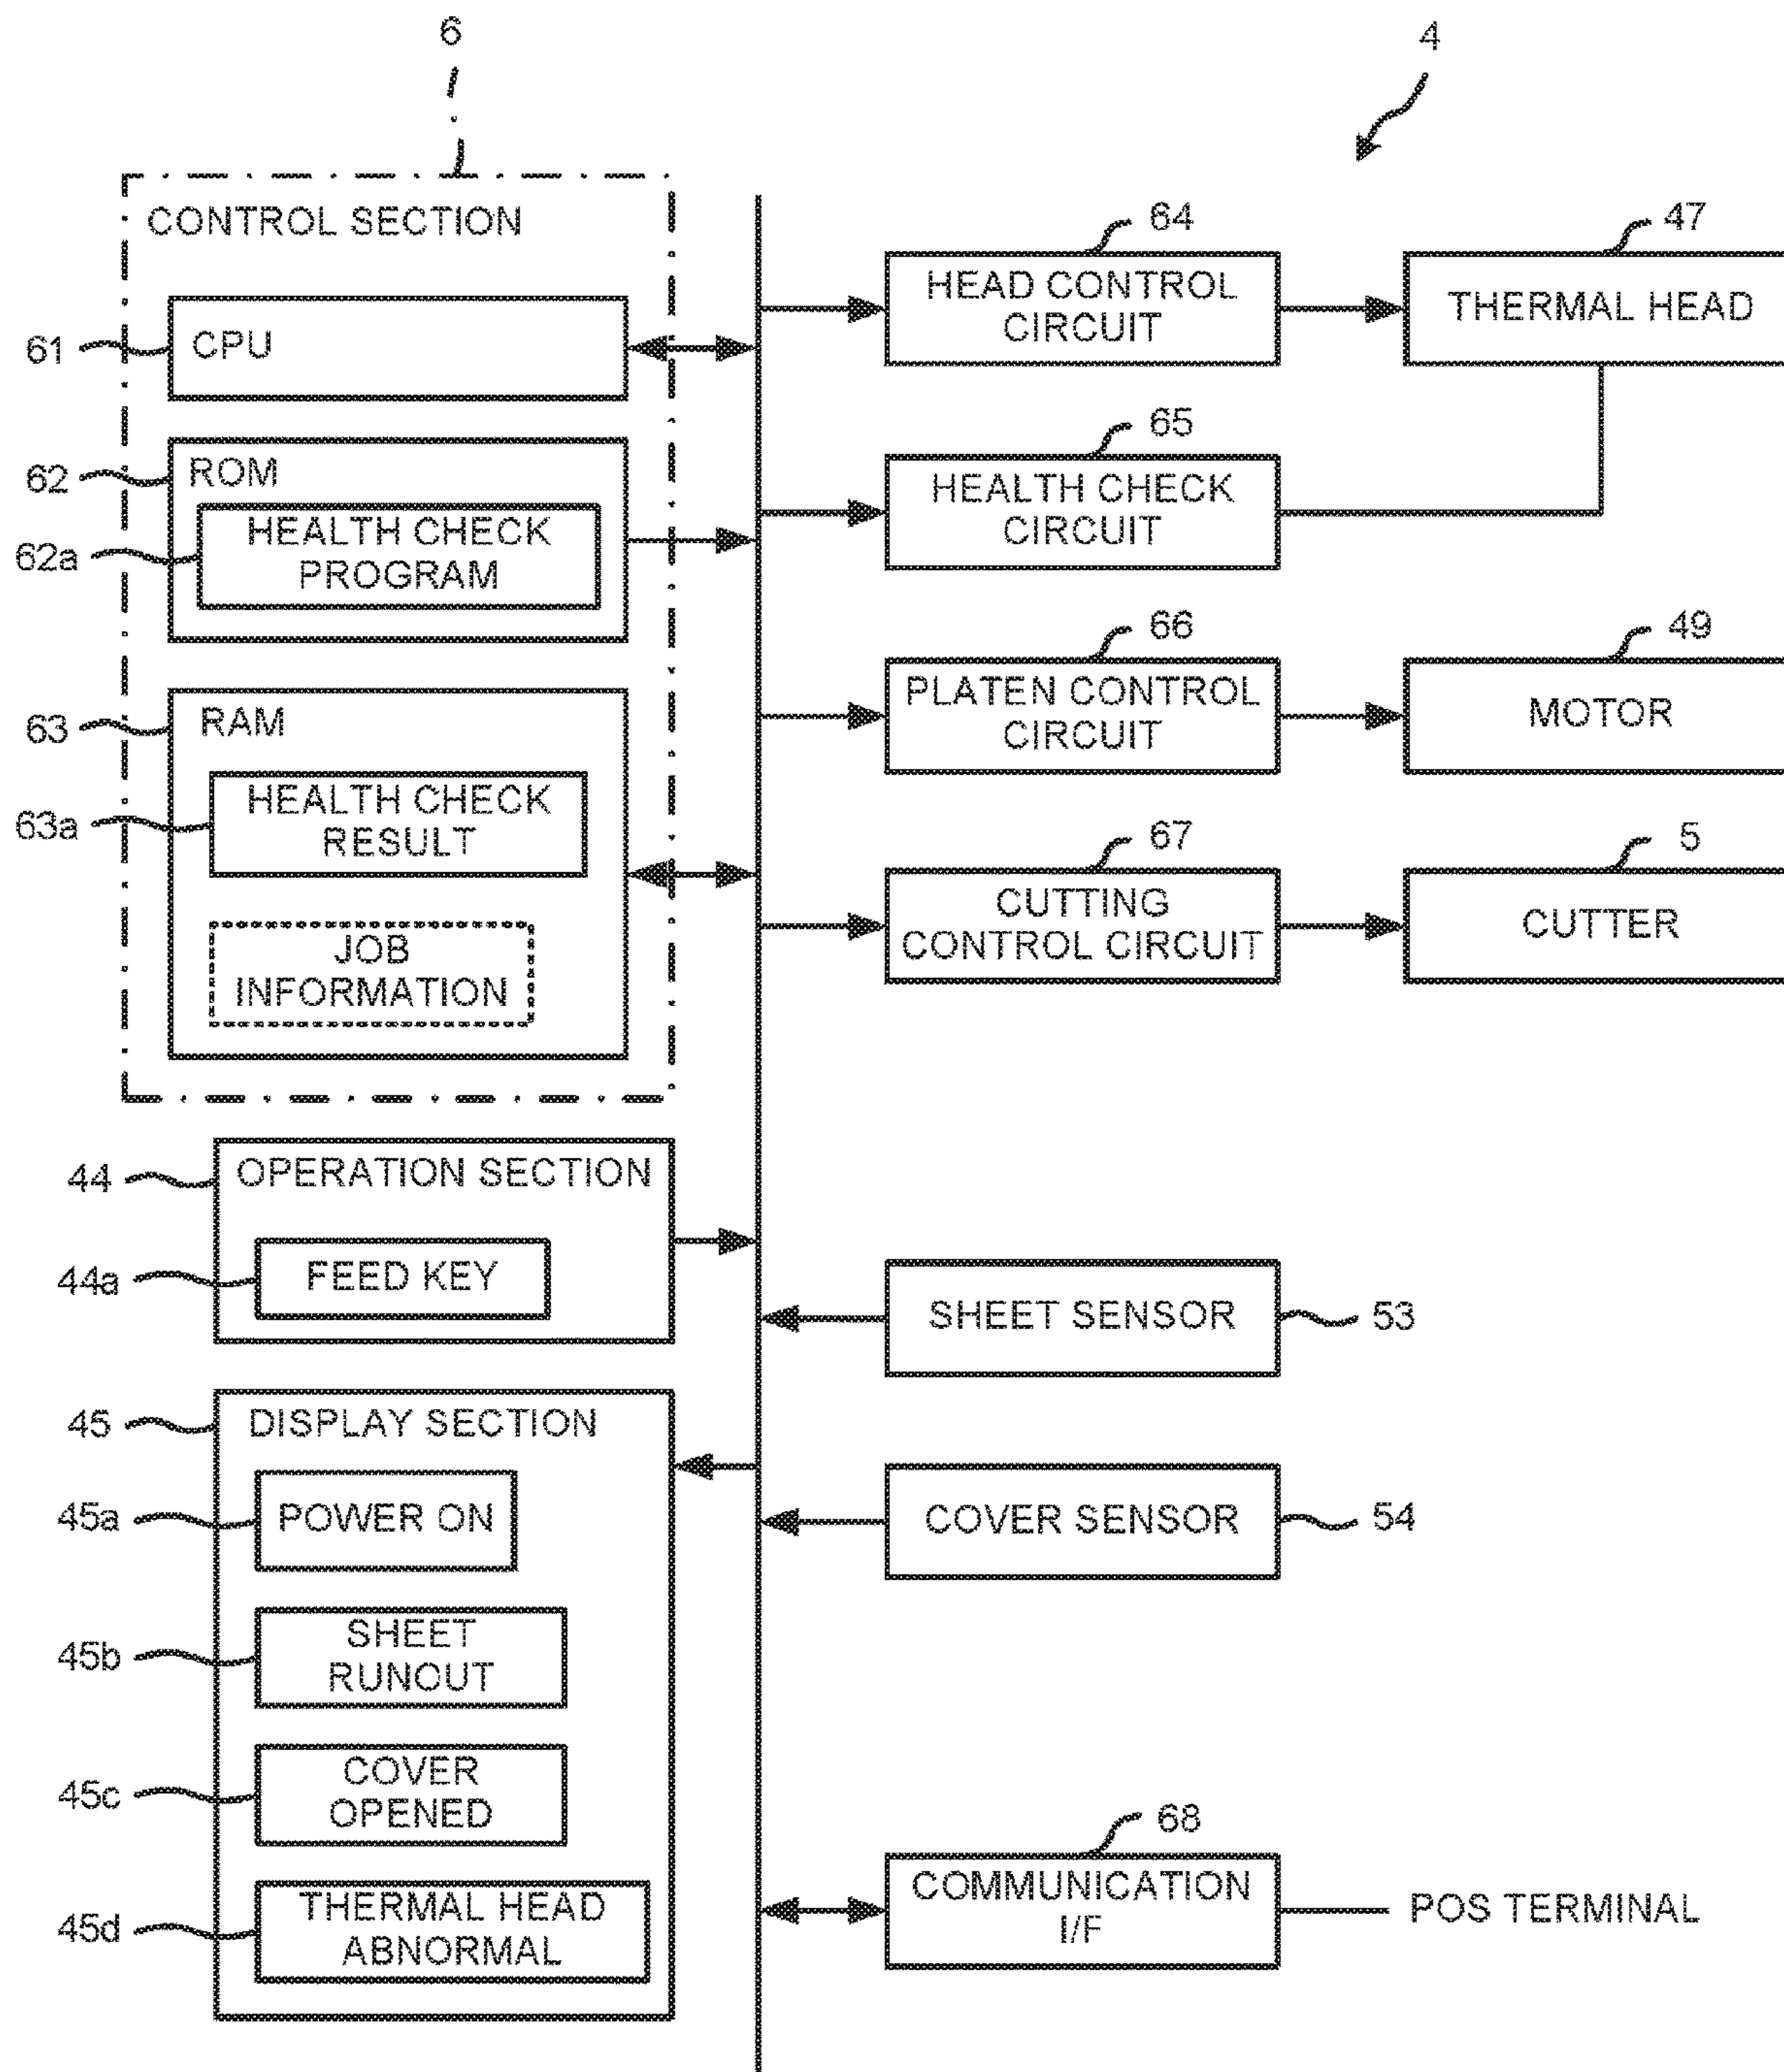 6
4
CONTROL SECTION
61
CPU
62
ROM
62a
HEALTH CHECK
PROGRAM
63
RAM
63a
HEALTH CHECK
RESULT
JOB
INFORMATION
44
OPERATION SECTION
44a
FEED KEY
45
DISPLAY SECTION
45a
POWER ON
45b
SHEET
RUNOUT
45c
COVER
OPENED
45d
THERMAL HEAD
ABNORMAL
64
HEAD CONTROL
CIRCUIT
47
THERMAL HEAD
65
HEALTH CHECK
CIRCUIT
66
PLATEN CONTROL
CIRCUIT
49
MOTOR
67
CUTTING
CONTROL CIRCUIT
5
CUTTER
SHEET SENSOR
53
COVER SENSOR
54
68
COMMUNICATION
I/F
POS TERMINAL